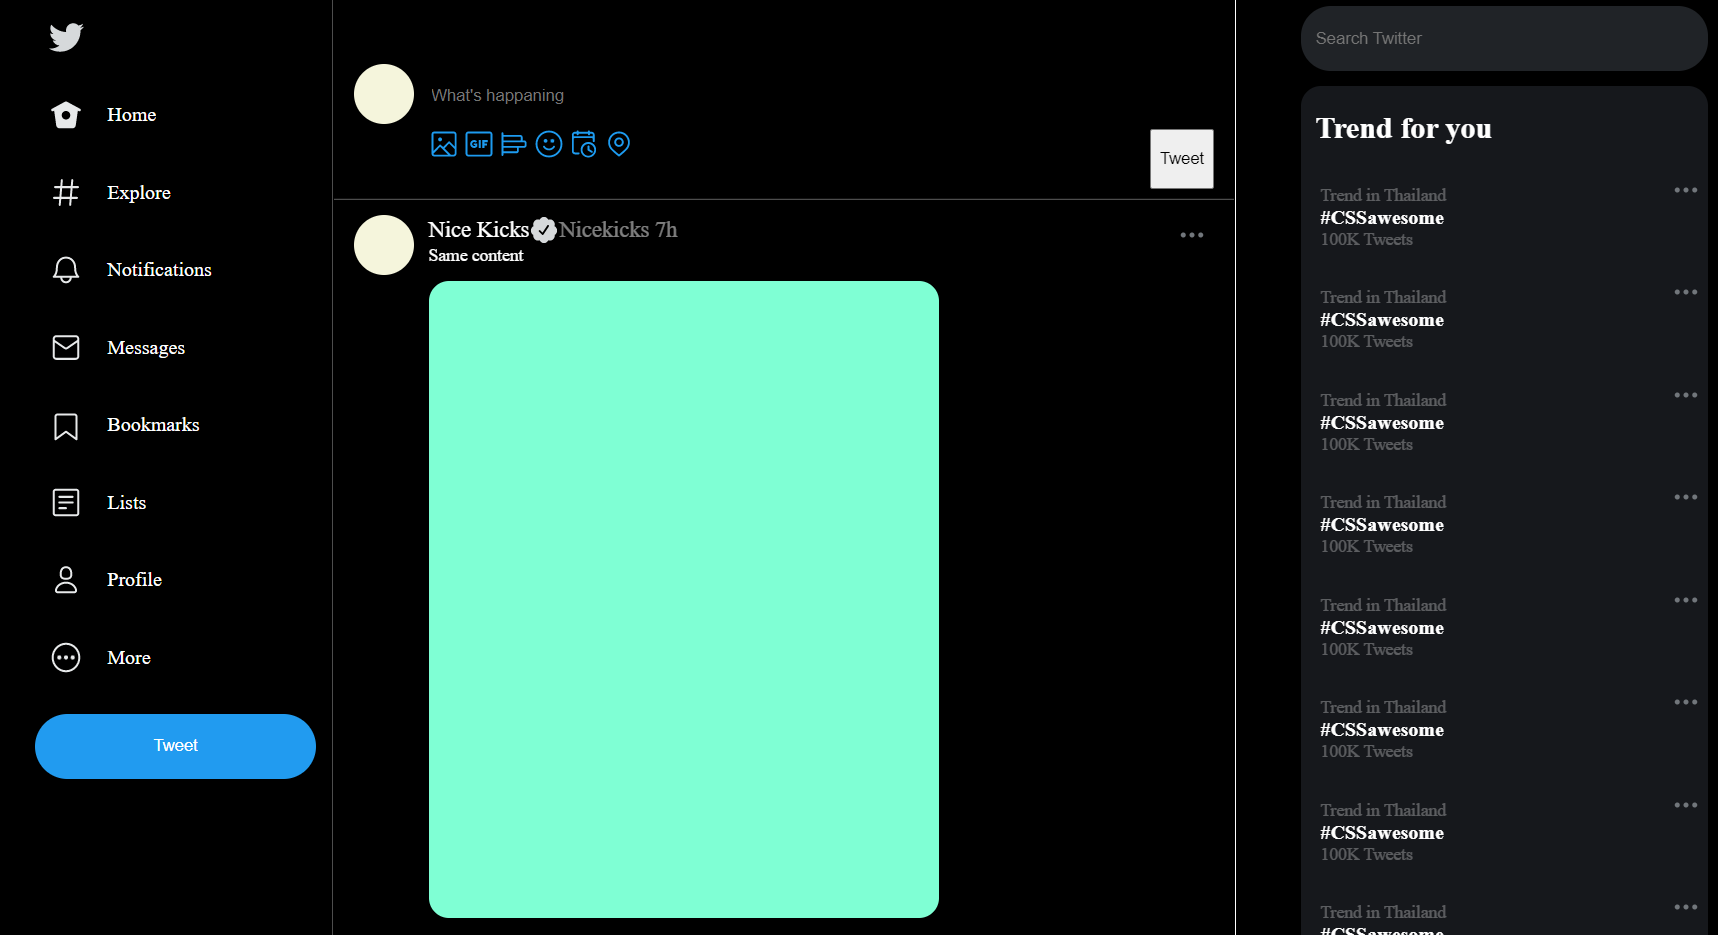 Home
Explore
Notifications
Messages
Bookmarks
Lists
Profile
More
Tweet
What's happaning
GIF
Tweet
Nice Kicks Nicekicks 7h
Same content
Search Twitter
Trend for you
Trend in Thailand
#CSSawesome
100K Tweets
Trend in Thailand
#CSSawesome
100K Tweets
Trend in Thailand
#CSSawesome
100K Tweets
Trend in Thailand
#CSSawesome
100K Tweets
Trend in Thailand
#CSSawesome
100K Tweets
Trend in Thailand
#CSSawesome
100K Tweets
Trend in Thailand
#CSSawesome
100K Tweets
Trend in Thailand
#CSSawesome